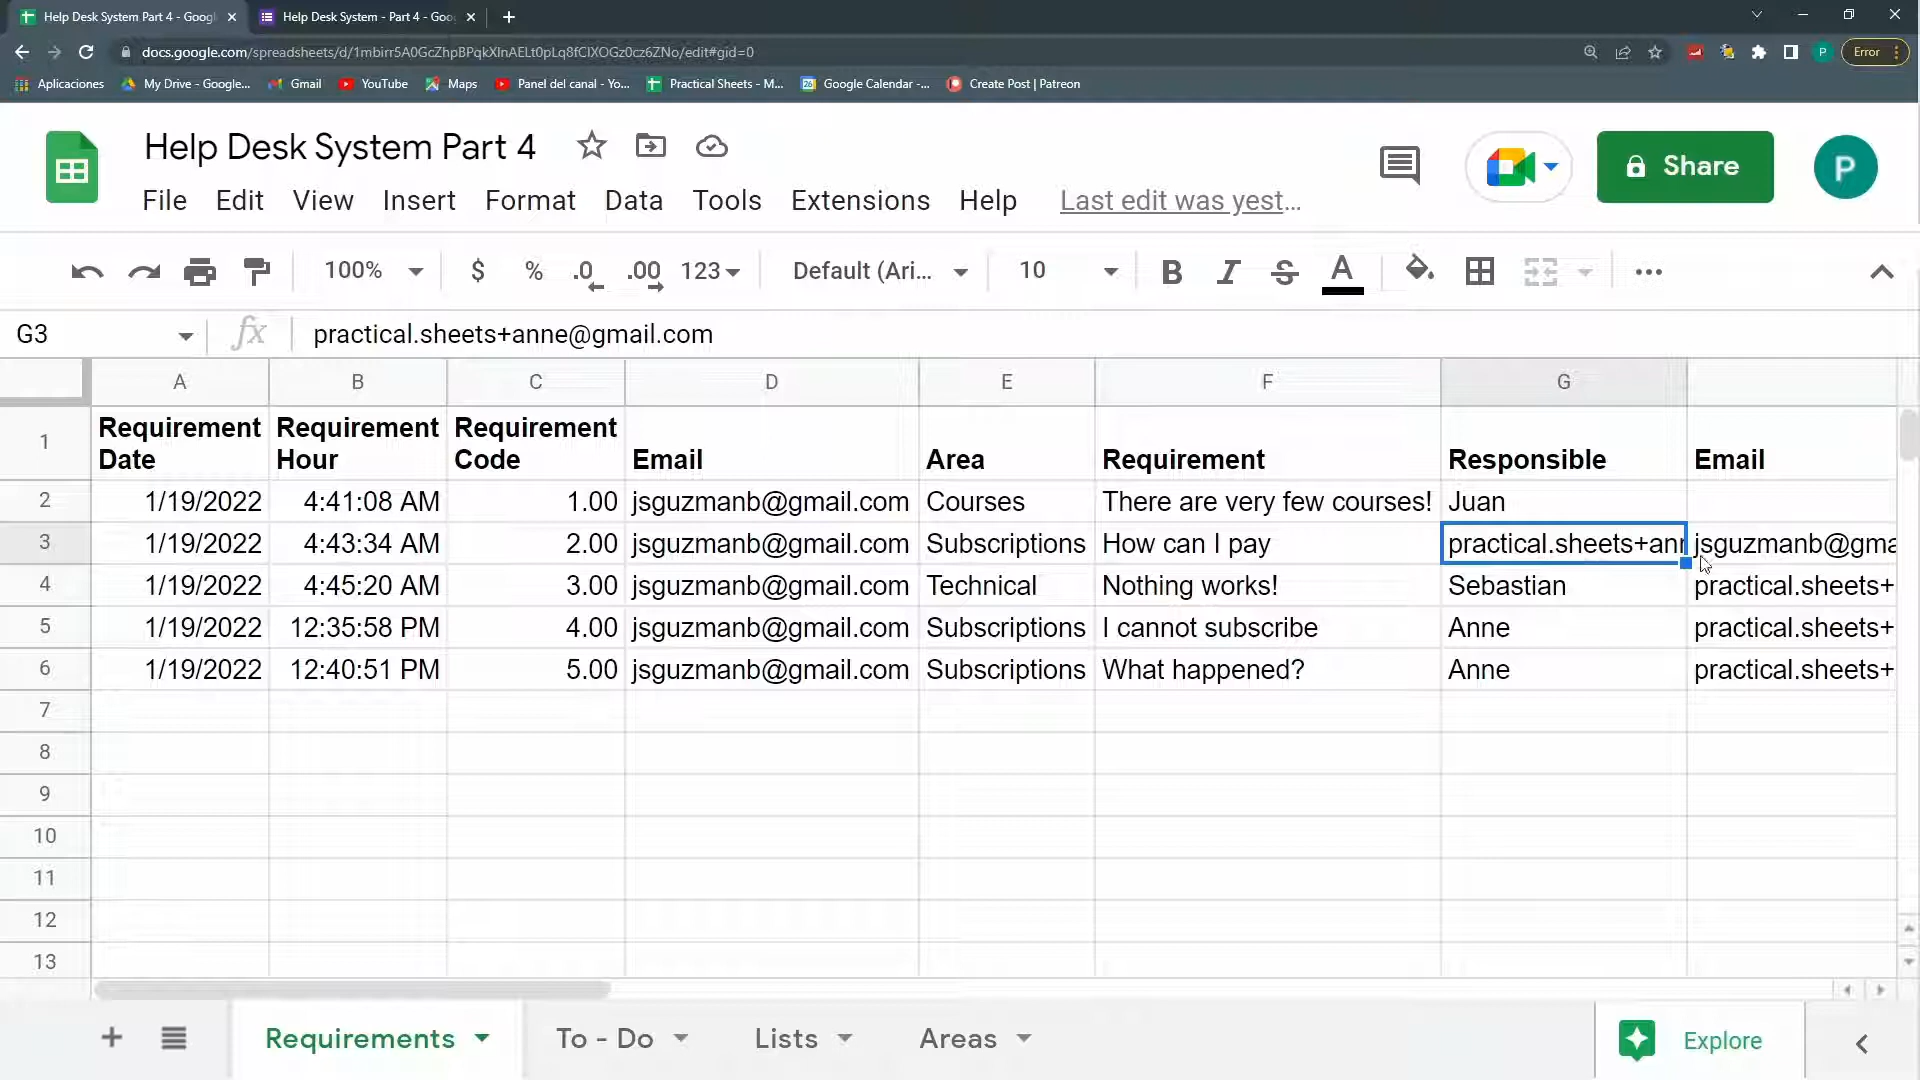 Help Desk System Part 4 - Goog
Help Desk System - Part 4 - Goo
docs.google.com/spreadsheets/d/1mbirr5A0GcZhpBPqkXInAELt0pLq8fClXOGz0cz6ZNo/edit#gid=0
P
Error
Aplicaciones
My Drive - Google...
Gmail
YouTube
Maps
Panel del canal - Yo...
Practical Sheets - M...
Google Calendar -...
Create Post | Patreon
Help Desk System Part 4
Share
P
File Edit View Insert Format Data Tools Extensions Help Last edit was yest...
100% $ % .0 .00 123 Default (Ari... 10 B I S A
G3 fx practical.sheets+anne@gmail.com
A B C D E F G
1 Requirement Date Requirement Hour Requirement Code Email Area Requirement Responsible Email
2 1/19/2022 4:41:08 AM 1.00 jsguzmanb@gmail.com Courses There are very few courses! Juan
3 1/19/2022 4:43:34 AM 2.00 jsguzmanb@gmail.com Subscriptions How can I pay practical.sheets+ann jsguzmanb@gma
4 1/19/2022 4:45:20 AM 3.00 jsguzmanb@gmail.com Technical Nothing works! Sebastian practical.sheets+
5 1/19/2022 12:35:58 PM 4.00 jsguzmanb@gmail.com Subscriptions I cannot subscribe Anne practical.sheets+
6 1/19/2022 12:40:51 PM 5.00 jsguzmanb@gmail.com Subscriptions What happened? Anne practical.sheets+
7
8
9
10
11
12
13
Requirements To - Do Lists Areas Explore